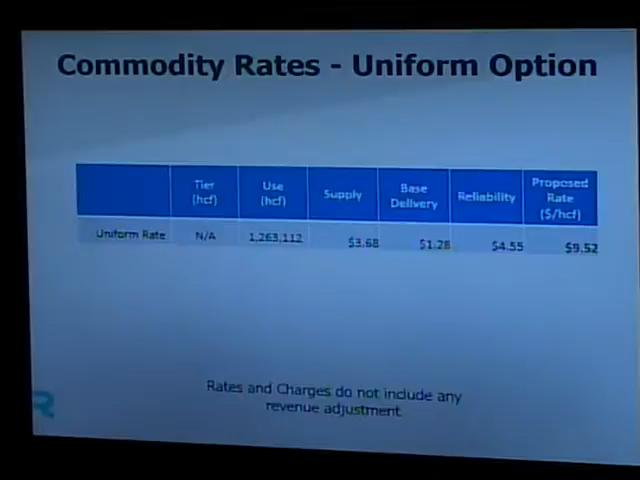 Commodity Rates - Uniform Option
Tier (hcf) Use (hcf) Supply Base Delivery Reliability Proposed Rate ($/hcf)
Uniform Rate N/A 1,263,112 $3.68 $1.28 $4.55 $9.52
Rates and Charges do not include any
revenue adjustment
R